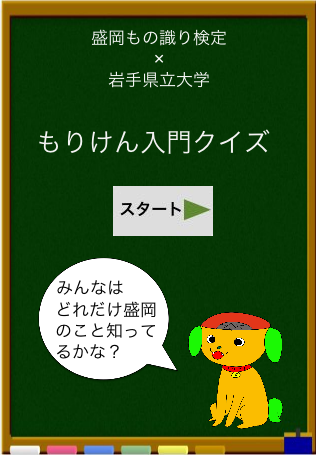 盛岡もの識り検定
×
岩手県立大学
もりけん入門クイズ
スタート
みんなは
どれだけ盛岡
のこと知って
るかな？